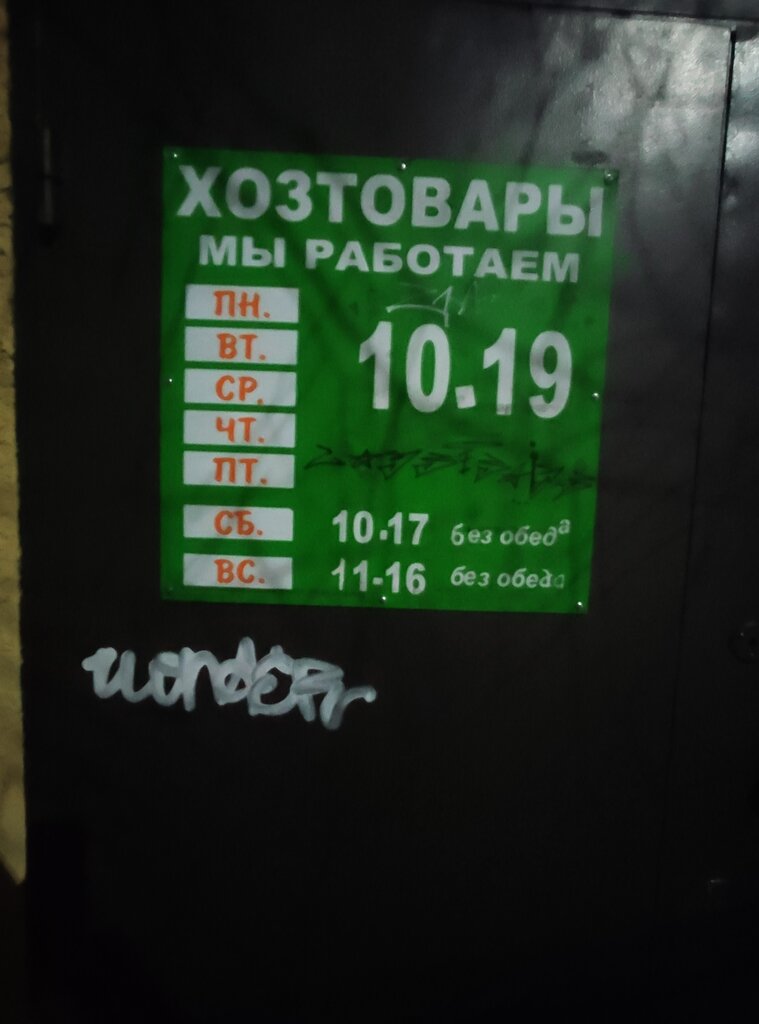 ХОЗТОВАРЫ
МЫ РАБОТАЕМ
ПН.
ВТ.
СР.
ЧТ.
ПТ.
10.19
СБ. 10-17 без обеда
ВС. 11-16 без обеда